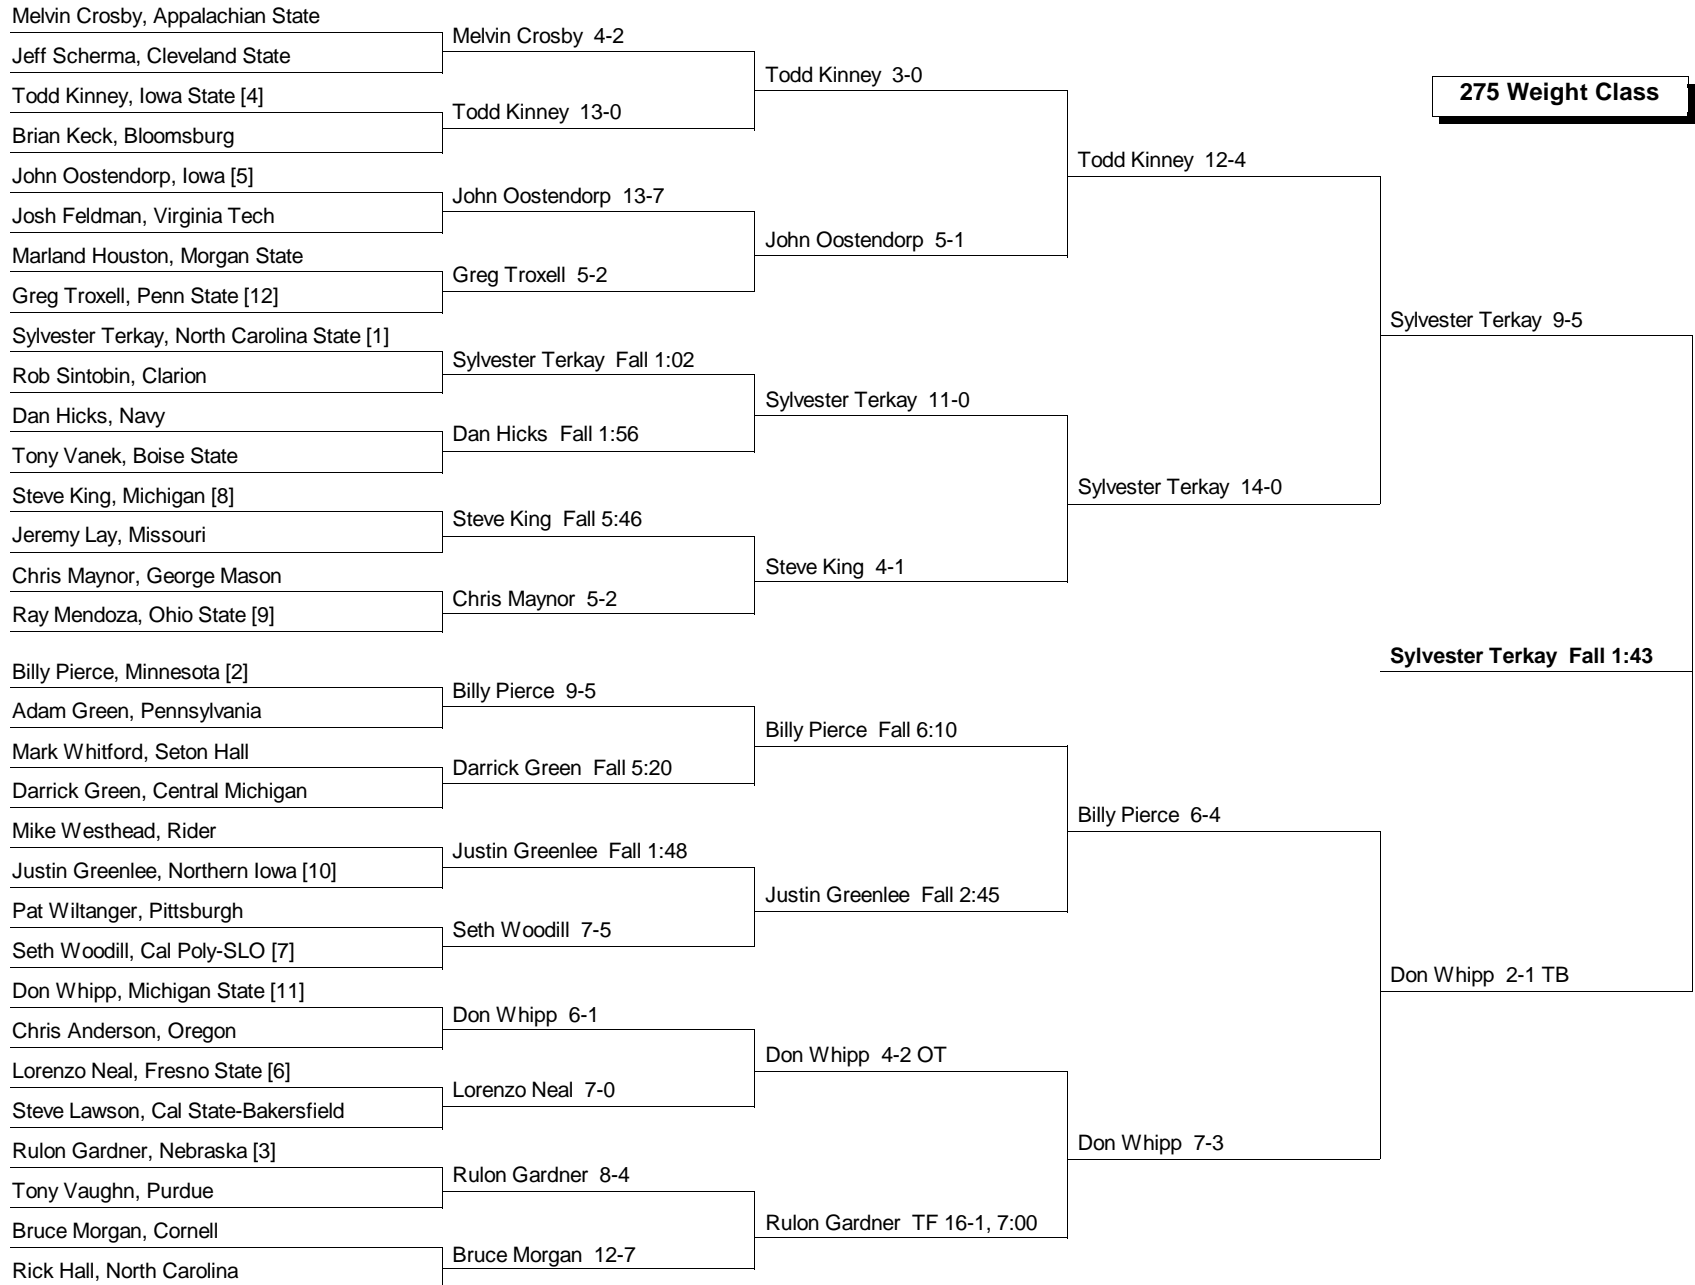 Melvin Crosby, Appalachian State
Jeff Scherma, Cleveland State
Todd Kinney, Iowa State [4]
Brian Keck, Bloomsburg
John Oostendorp, Iowa [5]
Josh Feldman, Virginia Tech
Marland Houston, Morgan State
Greg Troxell, Penn State [12]
Sylvester Terkay, North Carolina State [1]
Rob Sintobin, Clarion
Dan Hicks, Navy
Tony Vanek, Boise State
Steve King, Michigan [8]
Jeremy Lay, Missouri
Chris Maynor, George Mason
Ray Mendoza, Ohio State [9]
Billy Pierce, Minnesota [2]
Adam Green, Pennsylvania
Mark Whitford, Seton Hall
Darrick Green, Central Michigan
Mike Westhead, Rider
Justin Greenlee, Northern Iowa [10]
Pat Wiltanger, Pittsburgh
Seth Woodill, Cal Poly-SLO [7]
Don Whipp, Michigan State [11]
Chris Anderson, Oregon
Lorenzo Neal, Fresno State [6]
Steve Lawson, Cal State-Bakersfield
Rulon Gardner, Nebraska [3]
Tony Vaughn, Purdue
Bruce Morgan, Cornell
Rick Hall, North Carolina
Melvin Crosby 4-2
Todd Kinney 13-0
John Oostendorp 13-7
Greg Troxell 5-2
Sylvester Terkay Fall 1:02
Dan Hicks Fall 1:56
Steve King Fall 5:46
Chris Maynor 5-2
Billy Pierce 9-5
Darrick Green Fall 5:20
Justin Greenlee Fall 1:48
Seth Woodill 7-5
Don Whipp 6-1
Lorenzo Neal 7-0
Rulon Gardner 8-4
Bruce Morgan 12-7
Todd Kinney 3-0
John Oostendorp 5-1
Sylvester Terkay 11-0
Steve King 4-1
Billy Pierce Fall 6:10
Justin Greenlee Fall 2:45
Don Whipp 4-2 OT
Rulon Gardner TF 16-1, 7:00
Todd Kinney 12-4
Sylvester Terkay 14-0
Billy Pierce 6-4
Don Whipp 7-3
275 Weight Class
Sylvester Terkay 9-5
Sylvester Terkay Fall 1:43
Don Whipp 2-1 TB